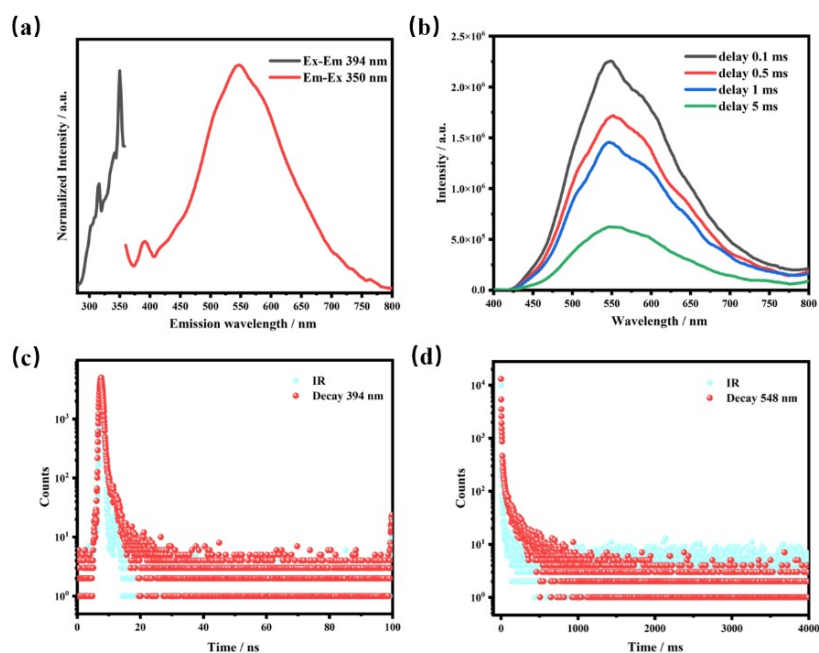 (a)
Ex-Em 394 nm
Em-Ex 350 nm
Normalized Intensity / a.u.
300 350 400 450 500 550 600 650 700 750 800
Emission wavelength / nm
(b)
delay 0.1 ms
delay 0.5 ms
delay 1 ms
delay 5 ms
2.5×10⁶
2.0×10⁶
1.5×10⁶
1.0×10⁶
5.0×10⁵
0.0
Intensity / a.u.
400 450 500 550 600 650 700 750 800
Wavelength / nm
(c)
IR
Decay 394 nm
10³
10²
10¹
10⁰
Counts
0 20 40 60 80 100
Time / ns
(d)
IR
Decay 548 nm
10⁴
10³
10²
10¹
10⁰
Counts
0 1000 2000 3000 4000
Time / ms